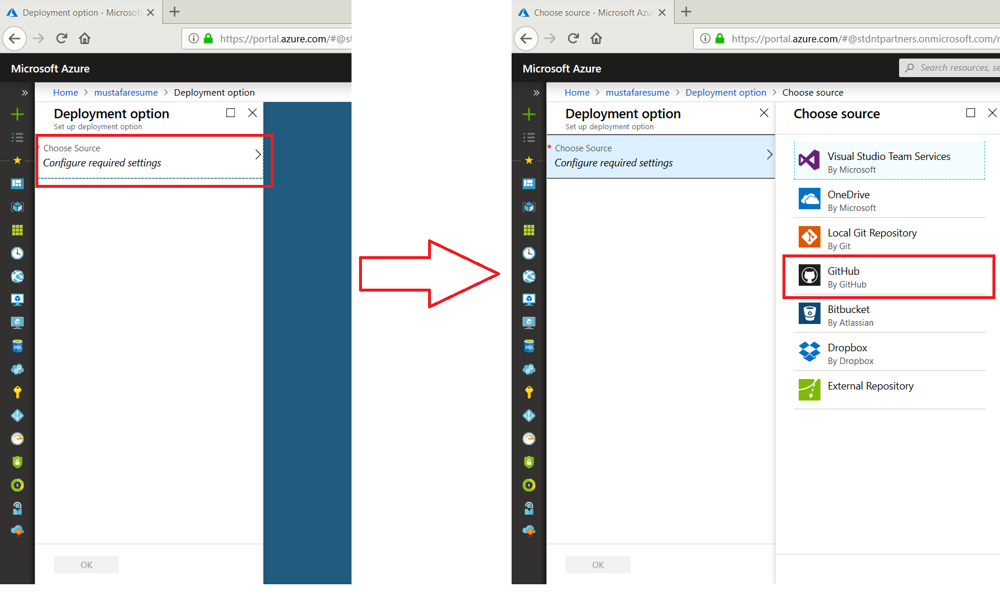 Deployment option - Microsoft
https://portal.azure.com/#@st
Microsoft Azure
Home > mustafaresume > Deployment option
Deployment option
Set up deployment option
* Choose Source
Configure required settings
SQL
OK
Choose source - Microsoft Azur
https://portal.azure.com/#@stdntpartners.onmicrosoft.com/r
Microsoft Azure
Search resources, se
Home > mustafaresume > Deployment option > Choose source
Deployment option
Set up deployment option
* Choose Source
Configure required settings
SQL
OK
Choose source
Visual Studio Team Services
By Microsoft
OneDrive
By Microsoft
Local Git Repository
By Git
GitHub
By GitHub
Bitbucket
By Atlassian
Dropbox
By Dropbox
External Repository